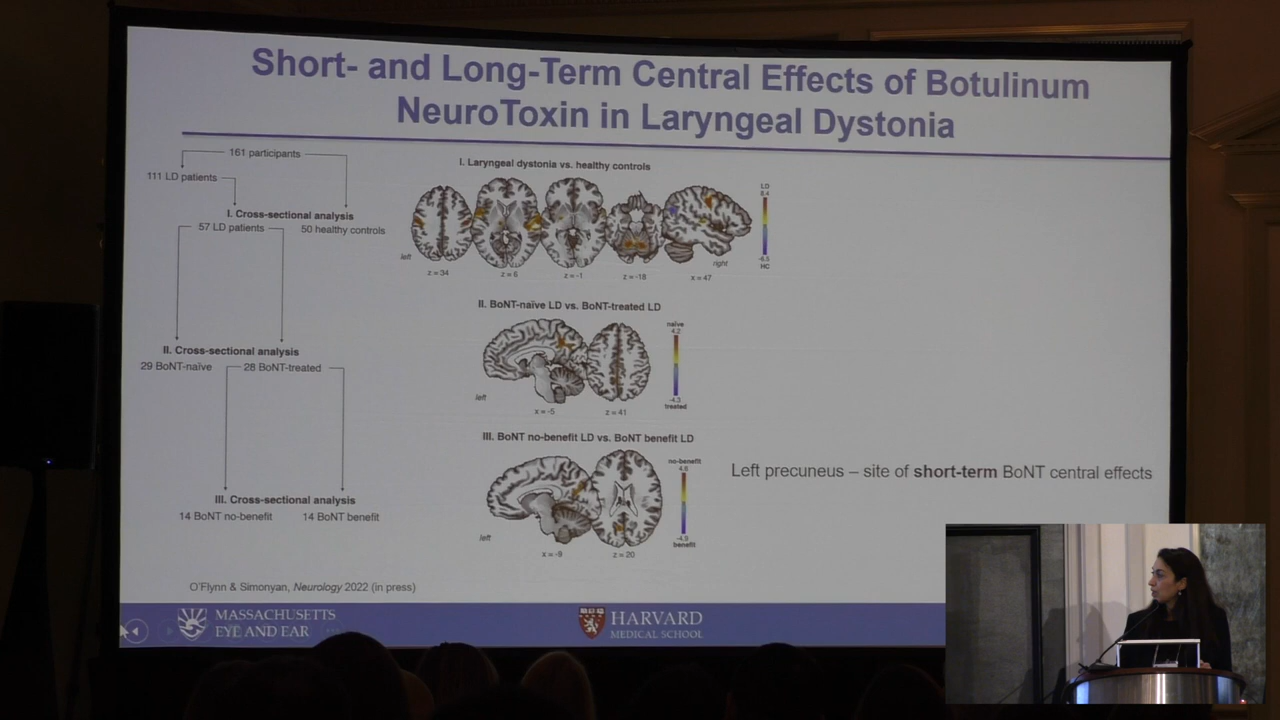 Short- and Long-Term Central Effects of Botulinum
NeuroToxin in Laryngeal Dystonia
161 participants
111 LD patients
I. Cross-sectional analysis
57 LD patients
50 healthy controls
II. Cross-sectional analysis
29 BoNT-naïve
28 BoNT-treated
III. Cross-sectional analysis
14 BoNT no-benefit
14 BoNT benefit
I. Laryngeal dystonia vs. healthy controls
LD
8.4
-6.5
HC
left
right
z = 34
z = 6
z = -1
z = -18
x = 47
II. BoNT-naïve LD vs. BoNT-treated LD
naïve
4.2
-4.3
treated
left
x = -5
z = 41
III. BoNT no-benefit LD vs. BoNT benefit LD
no-benefit
4.6
-4.9
benefit
left
x = -9
z = 20
Left precuneus – site of short-term BoNT central effects
O'Flynn & Simonyan, Neurology 2022 (in press)
MASSACHUSETTS
EYE AND EAR
HARVARD
MEDICAL SCHOOL